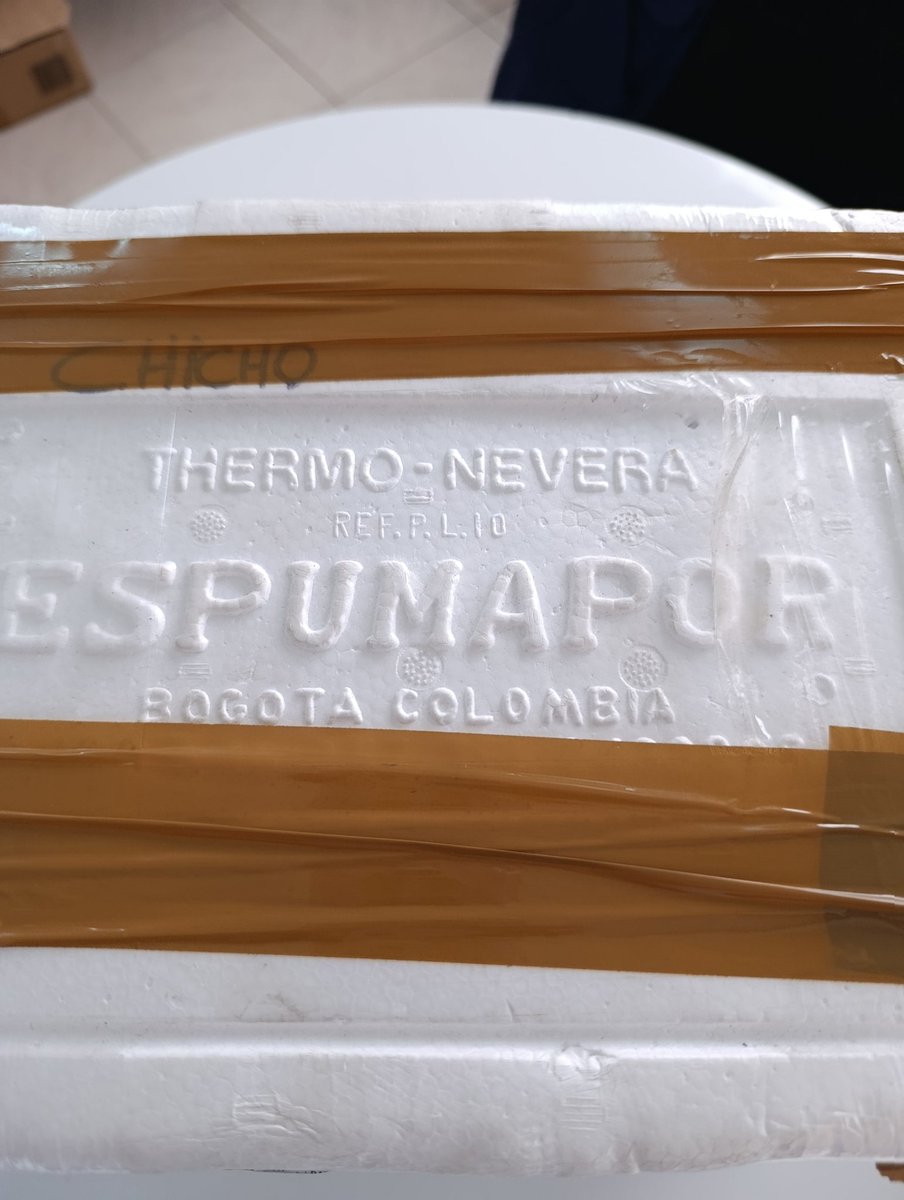 CHICHO
THERMO-NEVERA
REF.P.L.10
ESPUMAPOR
BOGOTA COLOMBIA